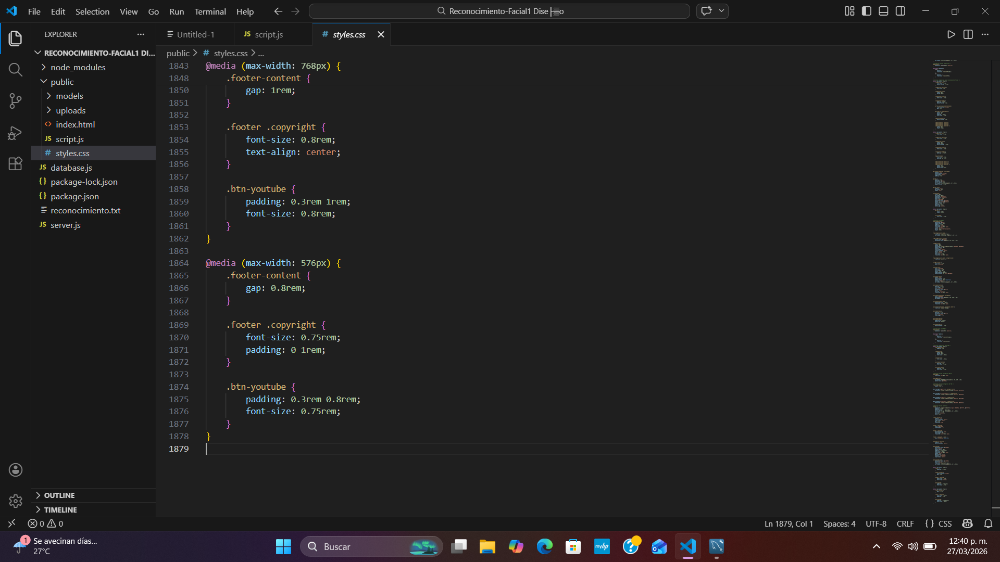 File Edit Selection View Go Run Terminal Help
Reconocimiento-Facial1 Dise
EXPLORER
Untitled-1
JS script.js
# styles.css
RECONOCIMIENTO-FACIAL1 DI...
node_modules
public
models
uploads
<> index.html
JS script.js
# styles.css
JS database.js
{} package-lock.json
{} package.json
reconocimiento.txt
JS server.js
OUTLINE
TIMELINE
public > # styles.css > ...
1843 @media (max-width: 768px) {
1848 .footer-content {
1850 gap: 1rem;
1851 }
1852
1853 .footer .copyright {
1854 font-size: 0.8rem;
1855 text-align: center;
1856 }
1857
1858 .btn-youtube {
1859 padding: 0.3rem 1rem;
1860 font-size: 0.8rem;
1861 }
1862 }
1863
1864 @media (max-width: 576px) {
1865 .footer-content {
1866 gap: 0.8rem;
1867 }
1868
1869 .footer .copyright {
1870 font-size: 0.75rem;
1871 padding: 0 1rem;
1872 }
1873
1874 .btn-youtube {
1875 padding: 0.3rem 0.8rem;
1876 font-size: 0.75rem;
1877 }
1878 }
1879
0 0
Ln 1879, Col 1 Spaces: 4 UTF-8 CRLF {} CSS
1
Se avecinan días...
27°C
Buscar
myhp
12:40 p. m.
27/03/2026